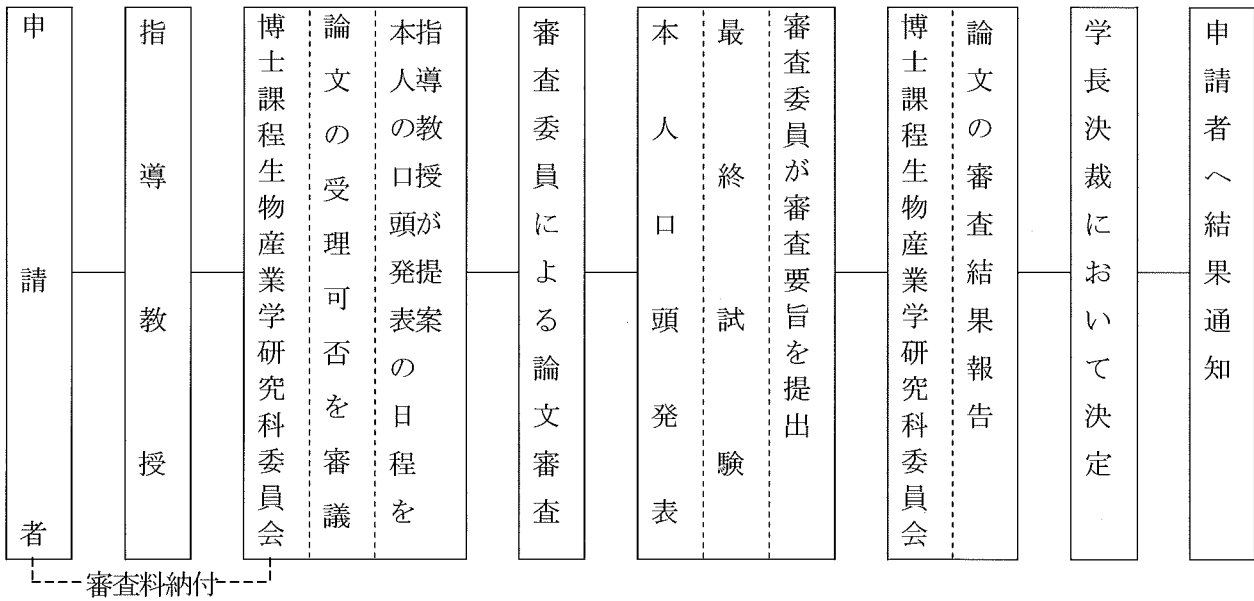 申請者
指導教授
博士課程生物産業学研究科委員会
論文の受理可否を審議
本人の口頭発表の日程を
指導教授が提案
審査委員による論文審査
本人口頭発表
最終試験
審査委員が審査要旨を提出
博士課程生物産業学研究科委員会
論文の審査結果報告
学長決裁において決定
申請者へ結果通知
審査料納付